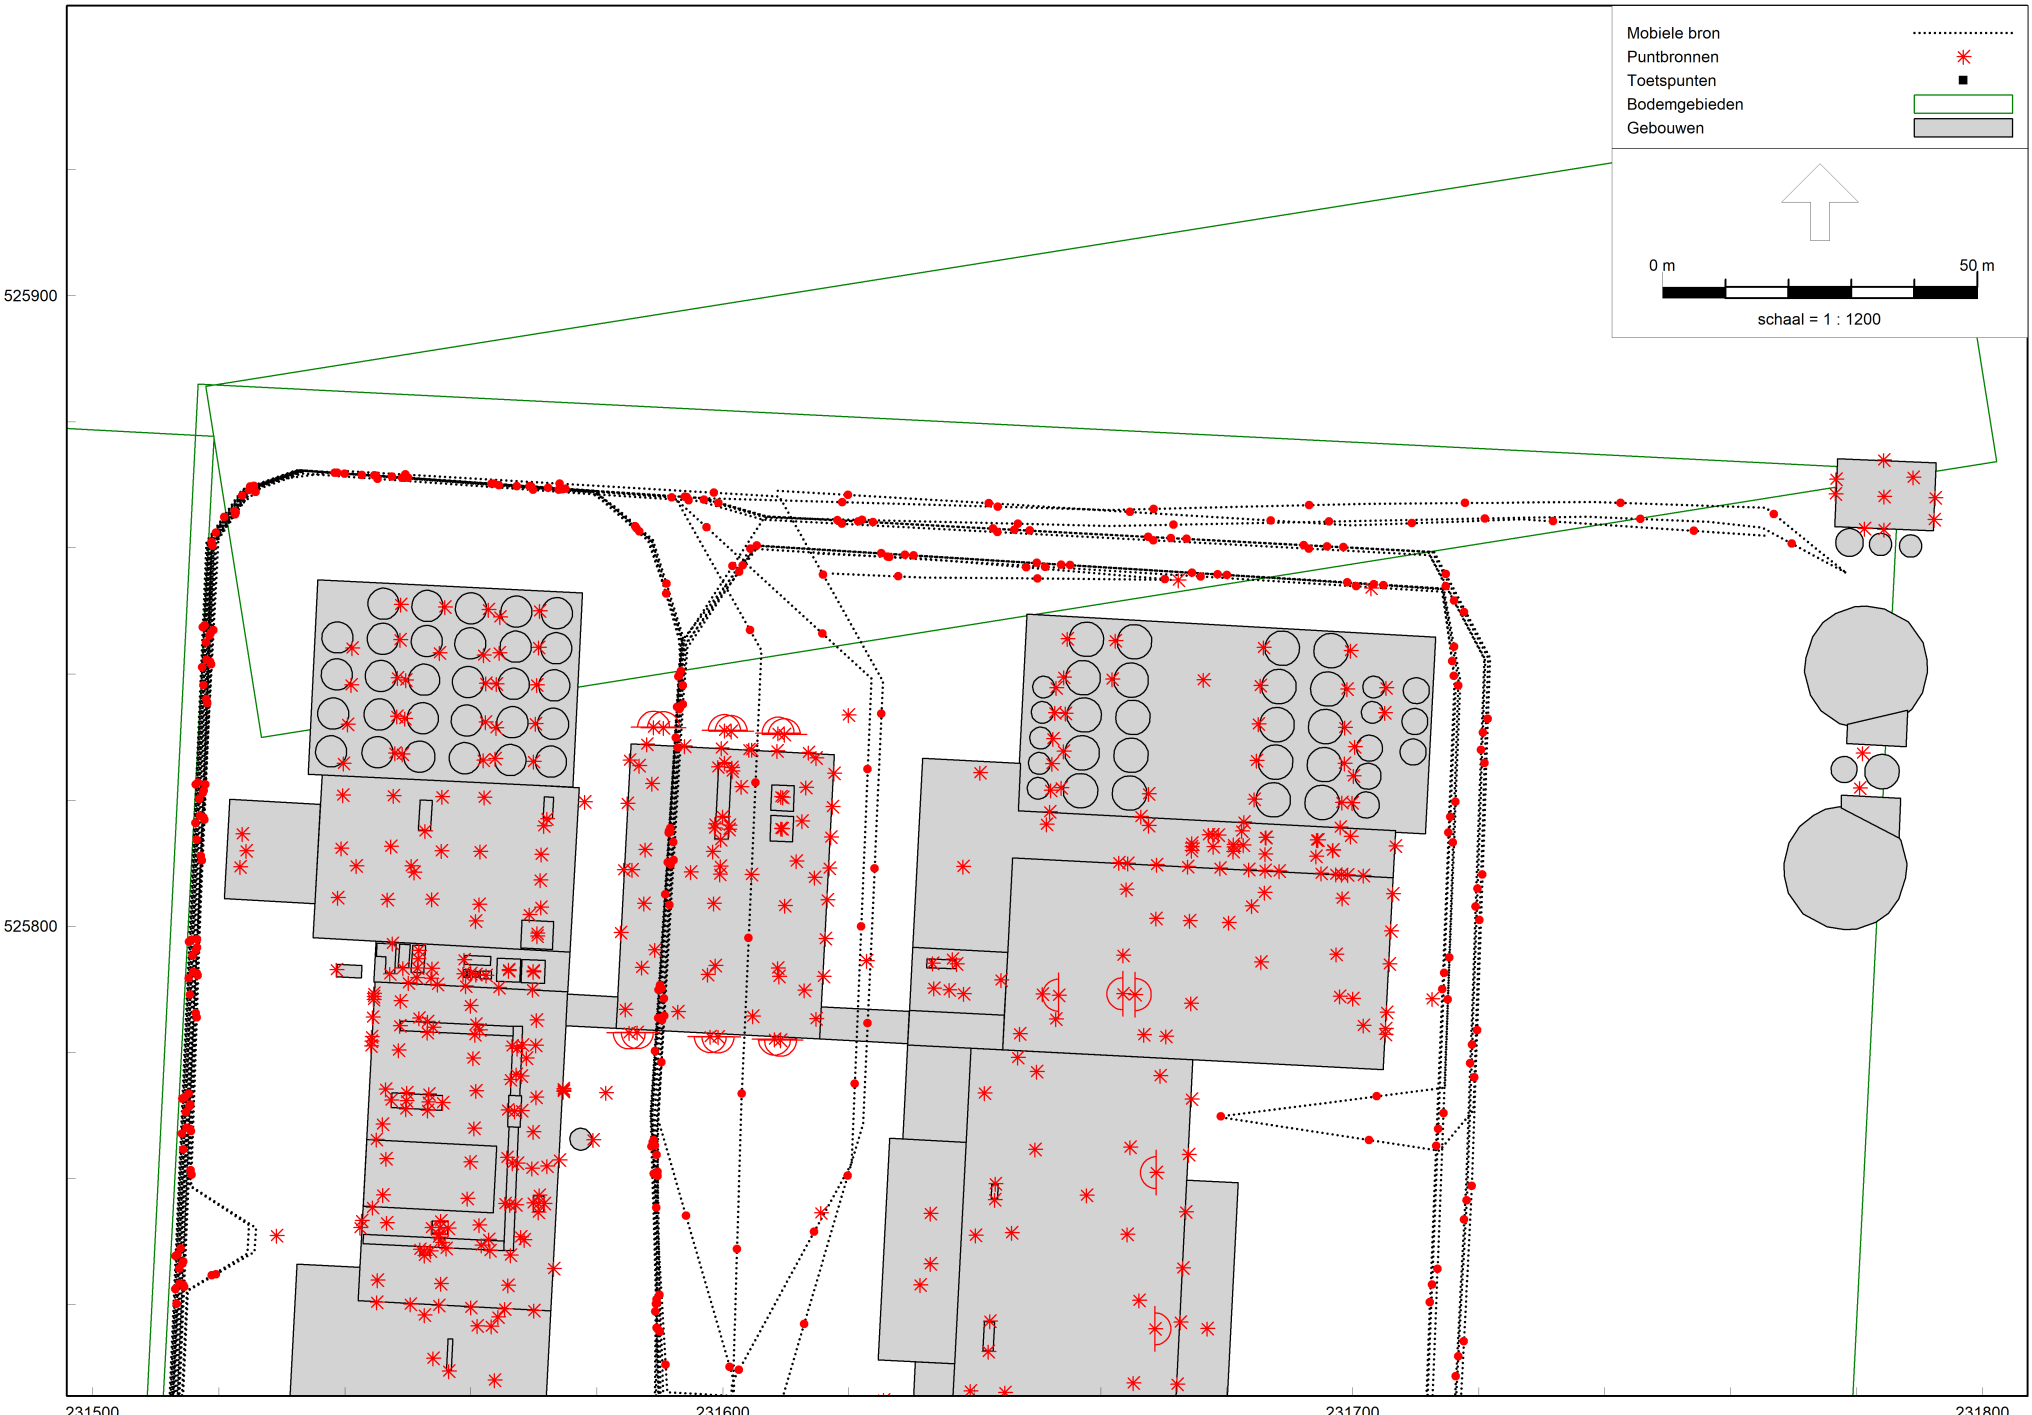 Mobiele bron
Puntbronnen
Toetspunten
Bodemgebieden
Gebouwen
0 m 50 m
schaal = 1 : 1200
525900
525800
231500 231600 231700 231800